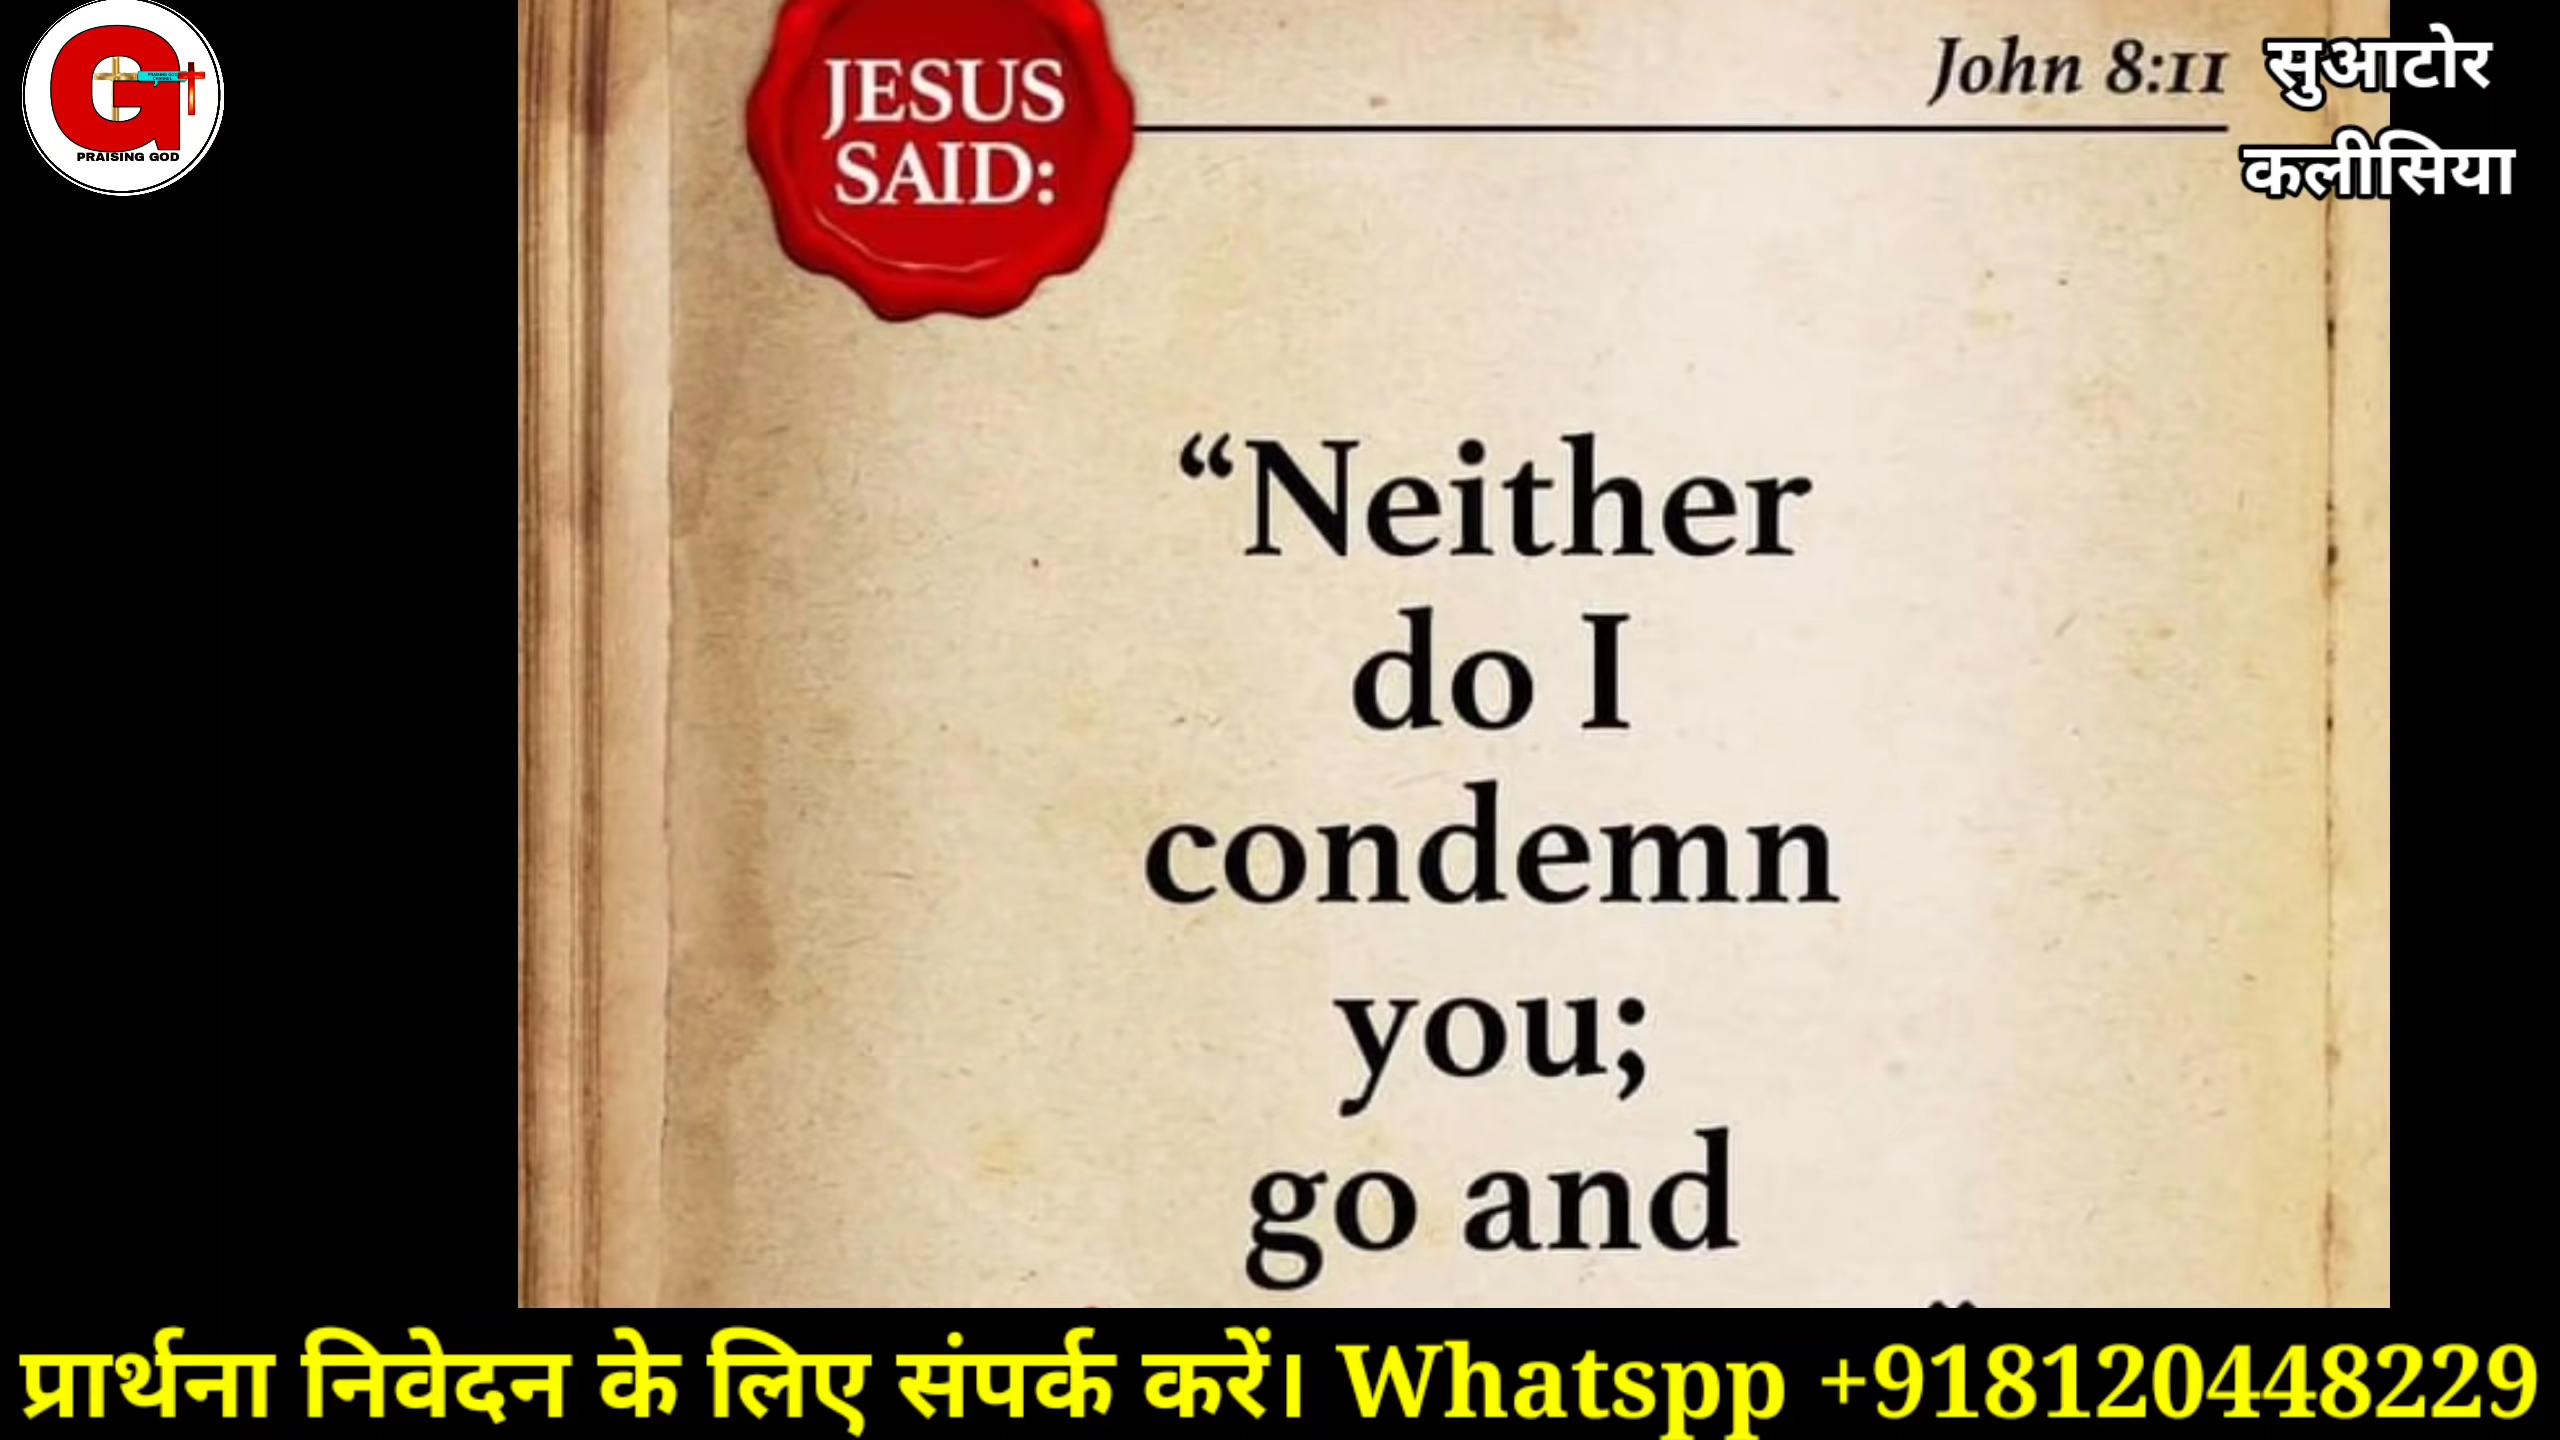 PRAISING GOD
JESUS
SAID:
John 8:11
सुआटोर
कलीसिया
“Neither
do I
condemn
you;
go and
प्रार्थना निवेदन के लिए संपर्क करें। Whatspp +918120448229